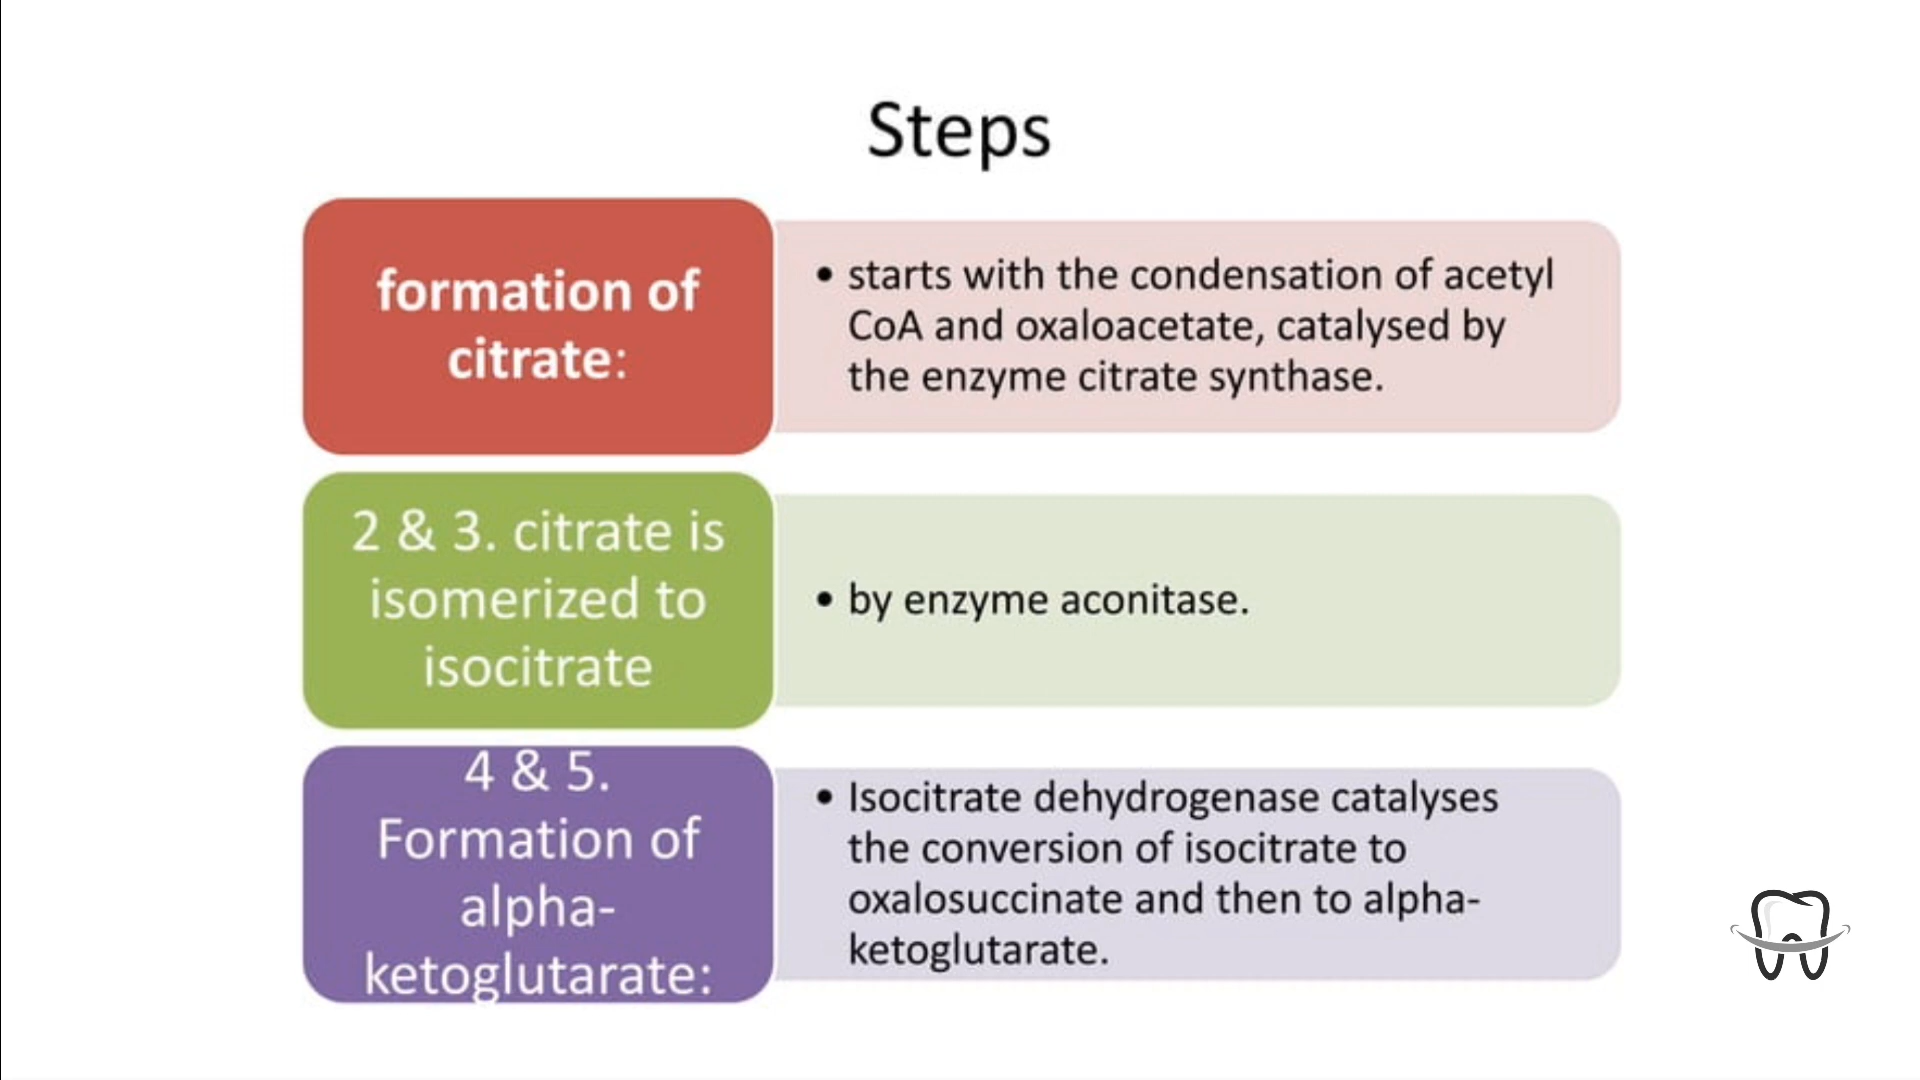 Steps
formation of
citrate:
• starts with the condensation of acetyl
CoA and oxaloacetate, catalysed by
the enzyme citrate synthase.
2 & 3. citrate is
isomerized to
isocitrate
• by enzyme aconitase.
4 & 5.
Formation of
alpha-
ketoglutarate:
• Isocitrate dehydrogenase catalyses
the conversion of isocitrate to
oxalosuccinate and then to alpha-
ketoglutarate.